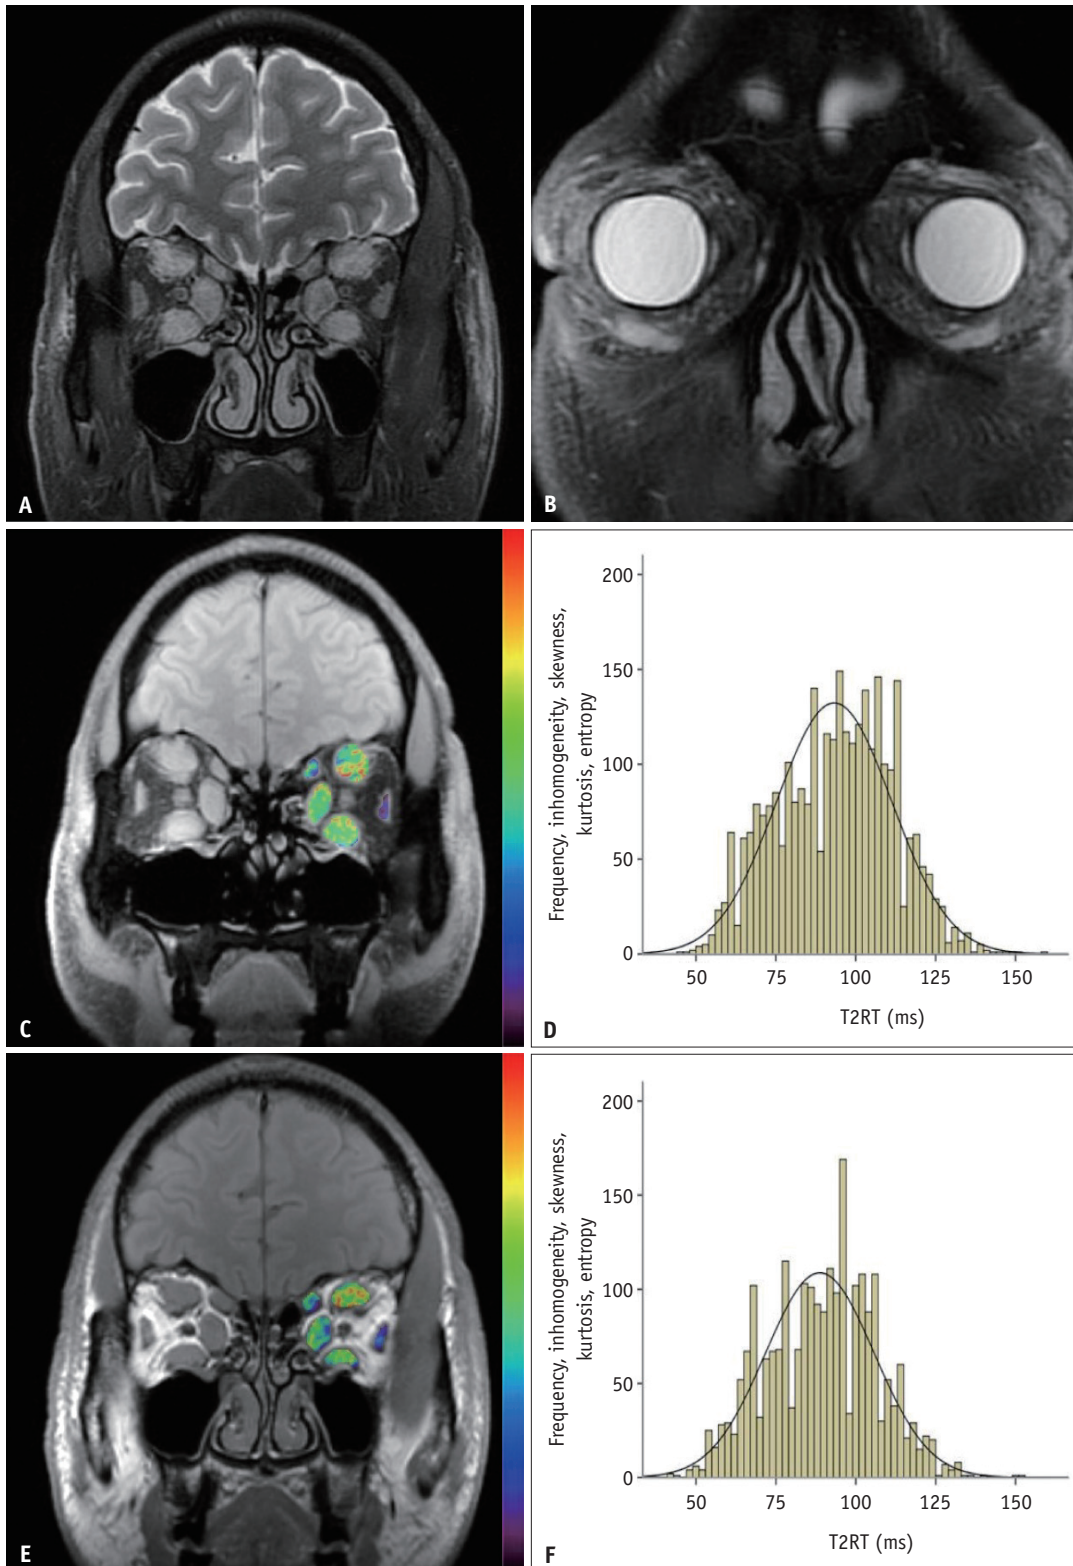 A
B
C
200
150
100
50
0
Frequency, inhomogeneity, skewness,
kurtosis, entropy
50
75
100
125
150
T2RT (ms)
D
E
200
150
100
50
0
Frequency, inhomogeneity, skewness,
kurtosis, entropy
50
75
100
125
150
T2RT (ms)
F